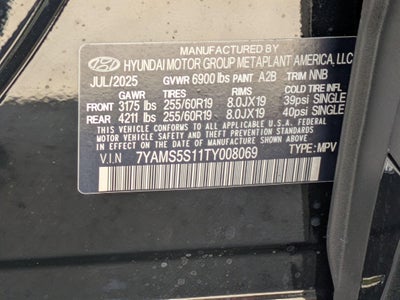 MANUFACTURED BY
HYUNDAI MOTOR GROUP METAPLANT AMERICA, LLC
JUL/2025 GVWR 6900 lbs PAINT A2B TRIM NNB
GAWR TIRES RIMS COLD TIRE INFL
FRONT 3175 lbs 255/60R19 8.0JX19 39psi SINGLE
REAR 4211 lbs 255/60R19 8.0JX19 40psi SINGLE
THIS VEHICLE CONFORMS TO ALL APPLICABLE U.S. FEDERAL
MOTOR VEHICLE SAFETY AND THEFT PREVENTION STANDARDS
IN EFFECT ON THE DATE OF MANUFACTURE SHOWN ABOVE.
V.I.N 7YAMS5S11TY008069 TYPE: MPV